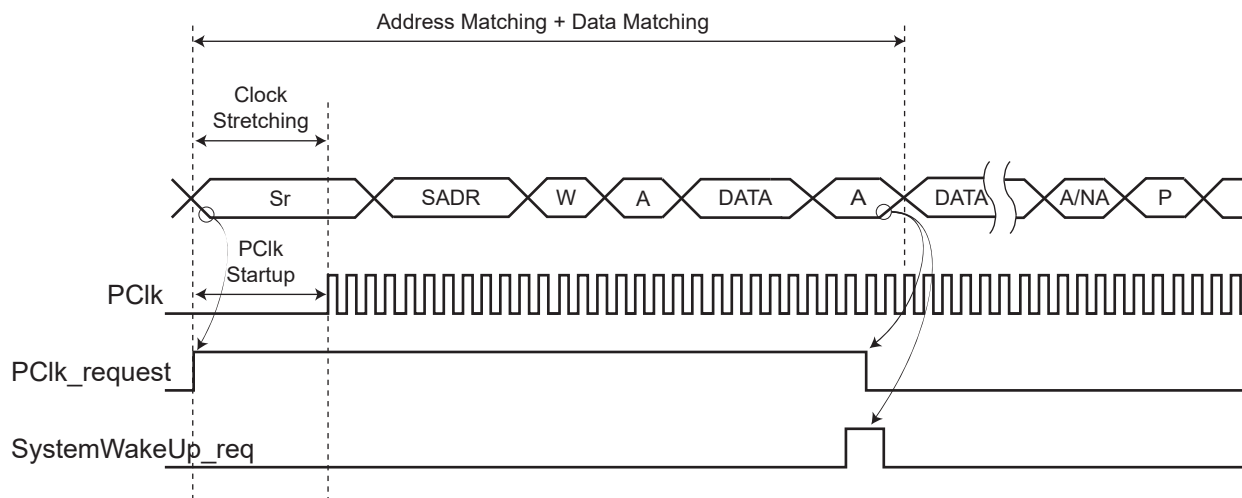 Address Matching + Data Matching
Clock
Stretching
Sr
SADR
W
A
DATA
A
DATA
A/NA
P
PClk
Startup
PClk
PClk_request
SystemWakeUp_req